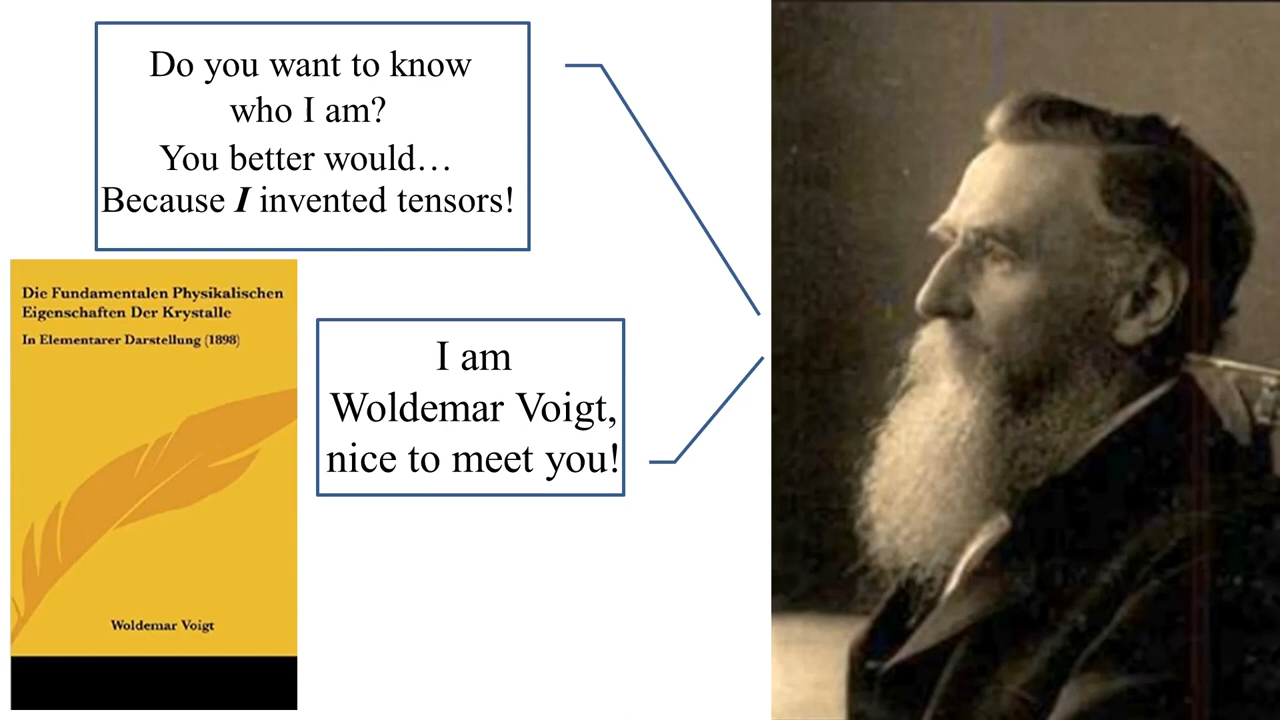 Do you want to know
who I am?
You better would…
Because I invented tensors!
Die Fundamentalen Physikalischen
Eigenschaften Der Krystalle
In Elementarer Darstellung (1898)
Woldemar Voigt
I am
Woldemar Voigt,
nice to meet you!